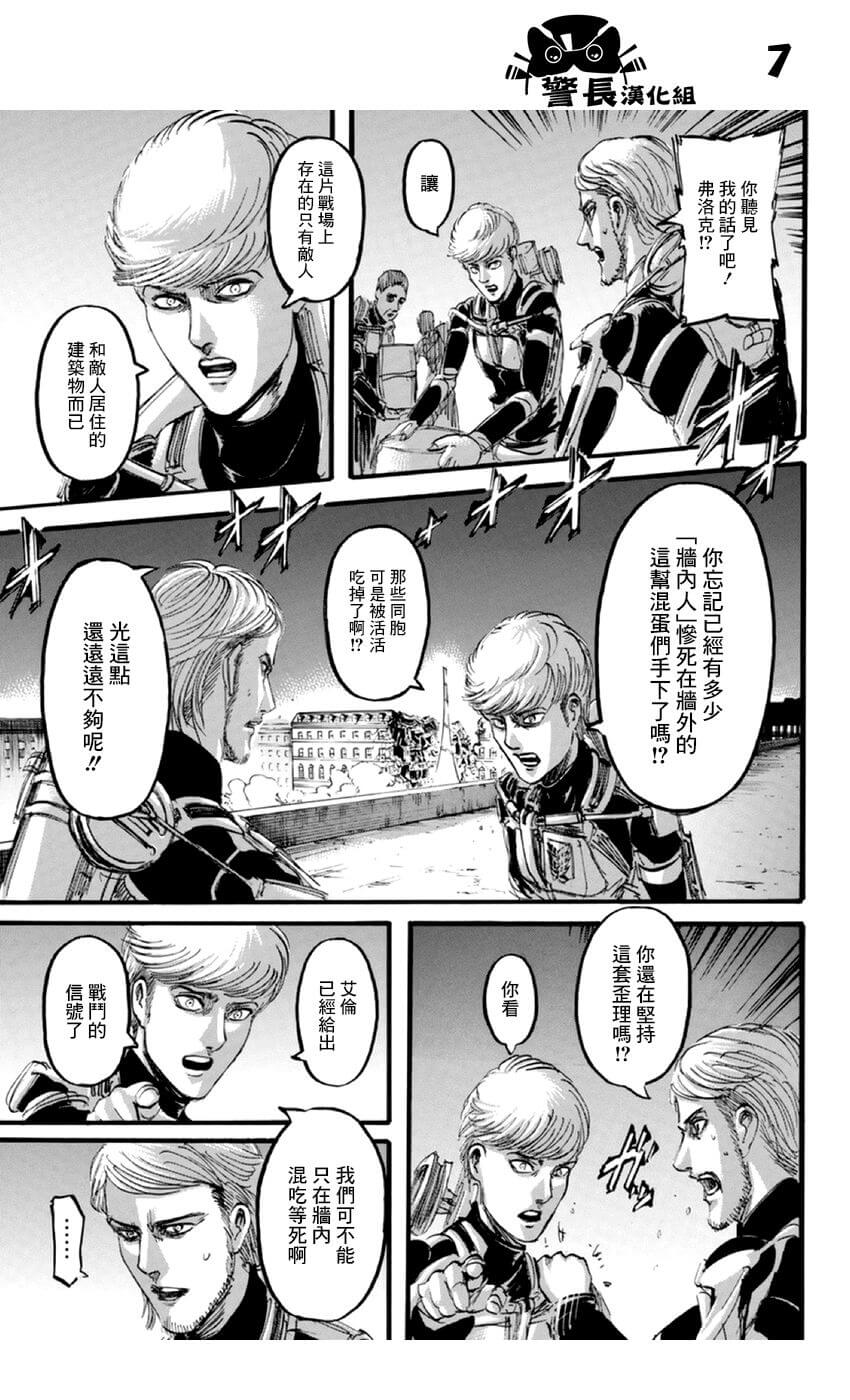 警長漢化組
7
你聽見
我的話了吧！
弗洛克!?
讓
這片戰場上
存在的只有敵人
和敵人居住的
建築物而已
你忘記已經有多少
「牆內人」慘死在牆外的
這幫混蛋們手下了嗎!?
那些同胞
可是被活活
吃掉了啊!?
光這點
還遠遠不夠呢!!
你還在堅持
這套歪理嗎!?
你看
ガッ
艾倫
已經給出
戰鬥的
信號了
我們可不能
只在牆內
混吃等死啊
……